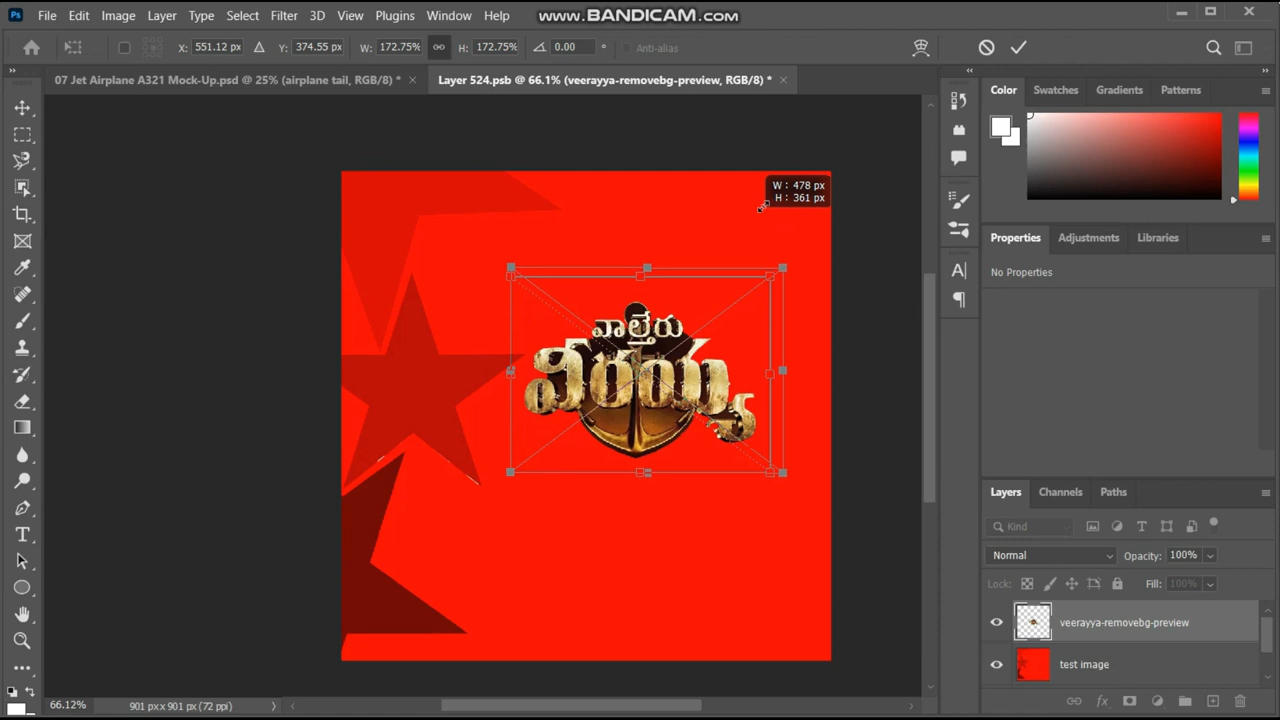 Ps File Edit Image Layer Type Select Filter 3D View Plugins Window Help
www.BANDICAM.com
X: 551.12 px Y: 374.55 px W: 172.75% H: 172.75% 0.00 ° Anti-alias
07 Jet Airplane A321 Mock-Up.psd @ 25% (airplane tail, RGB/8) * × Layer 524.psb @ 66.1% (veerayya-removebg-preview, RGB/8) * ×
Color Swatches Gradients Patterns
W: 478 px
H: 361 px
Properties Adjustments Libraries
No Properties
వాల్తేరు
వీరయ్య
Layers Channels Paths
Kind
Normal Opacity: 100%
Lock: Fill: 100%
veerayya-removebg-preview
test image
66.12% 901 px x 901 px (72 ppi)